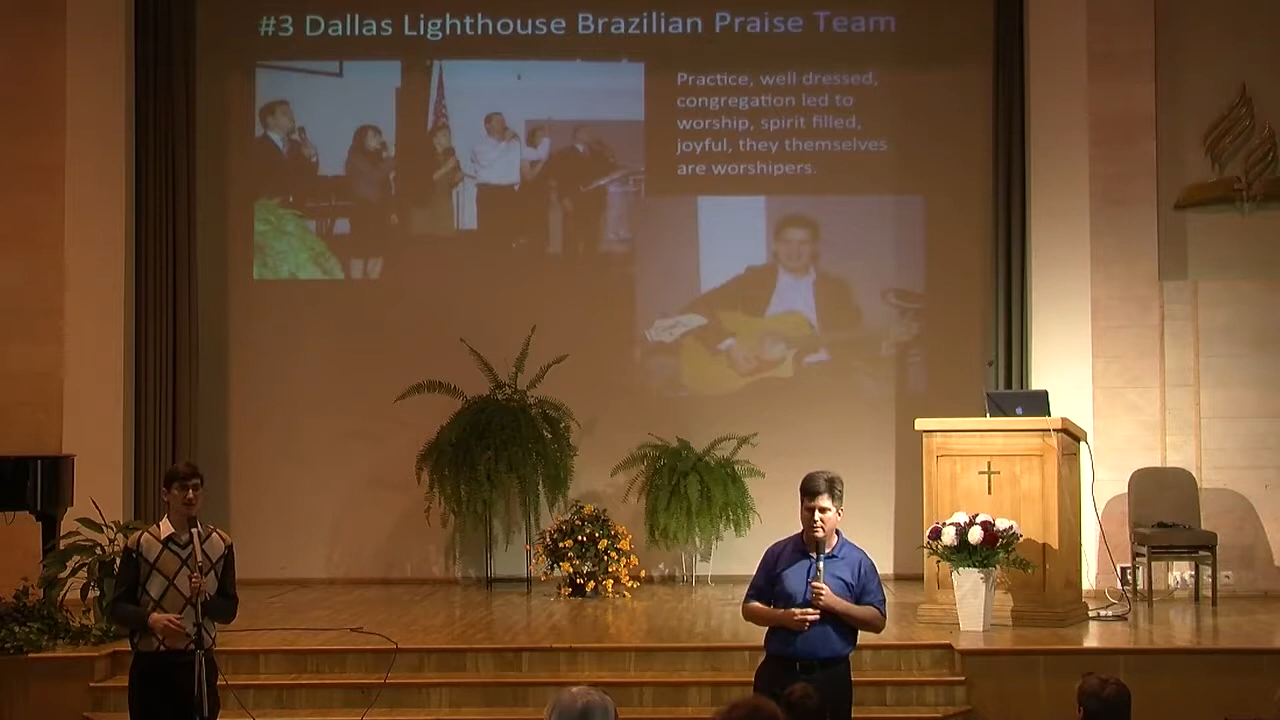 #3 Dallas Lighthouse Brazilian Praise Team
Practice, well dressed,
congregation led to
worship, spirit filled,
joyful, they themselves
are worshipers.